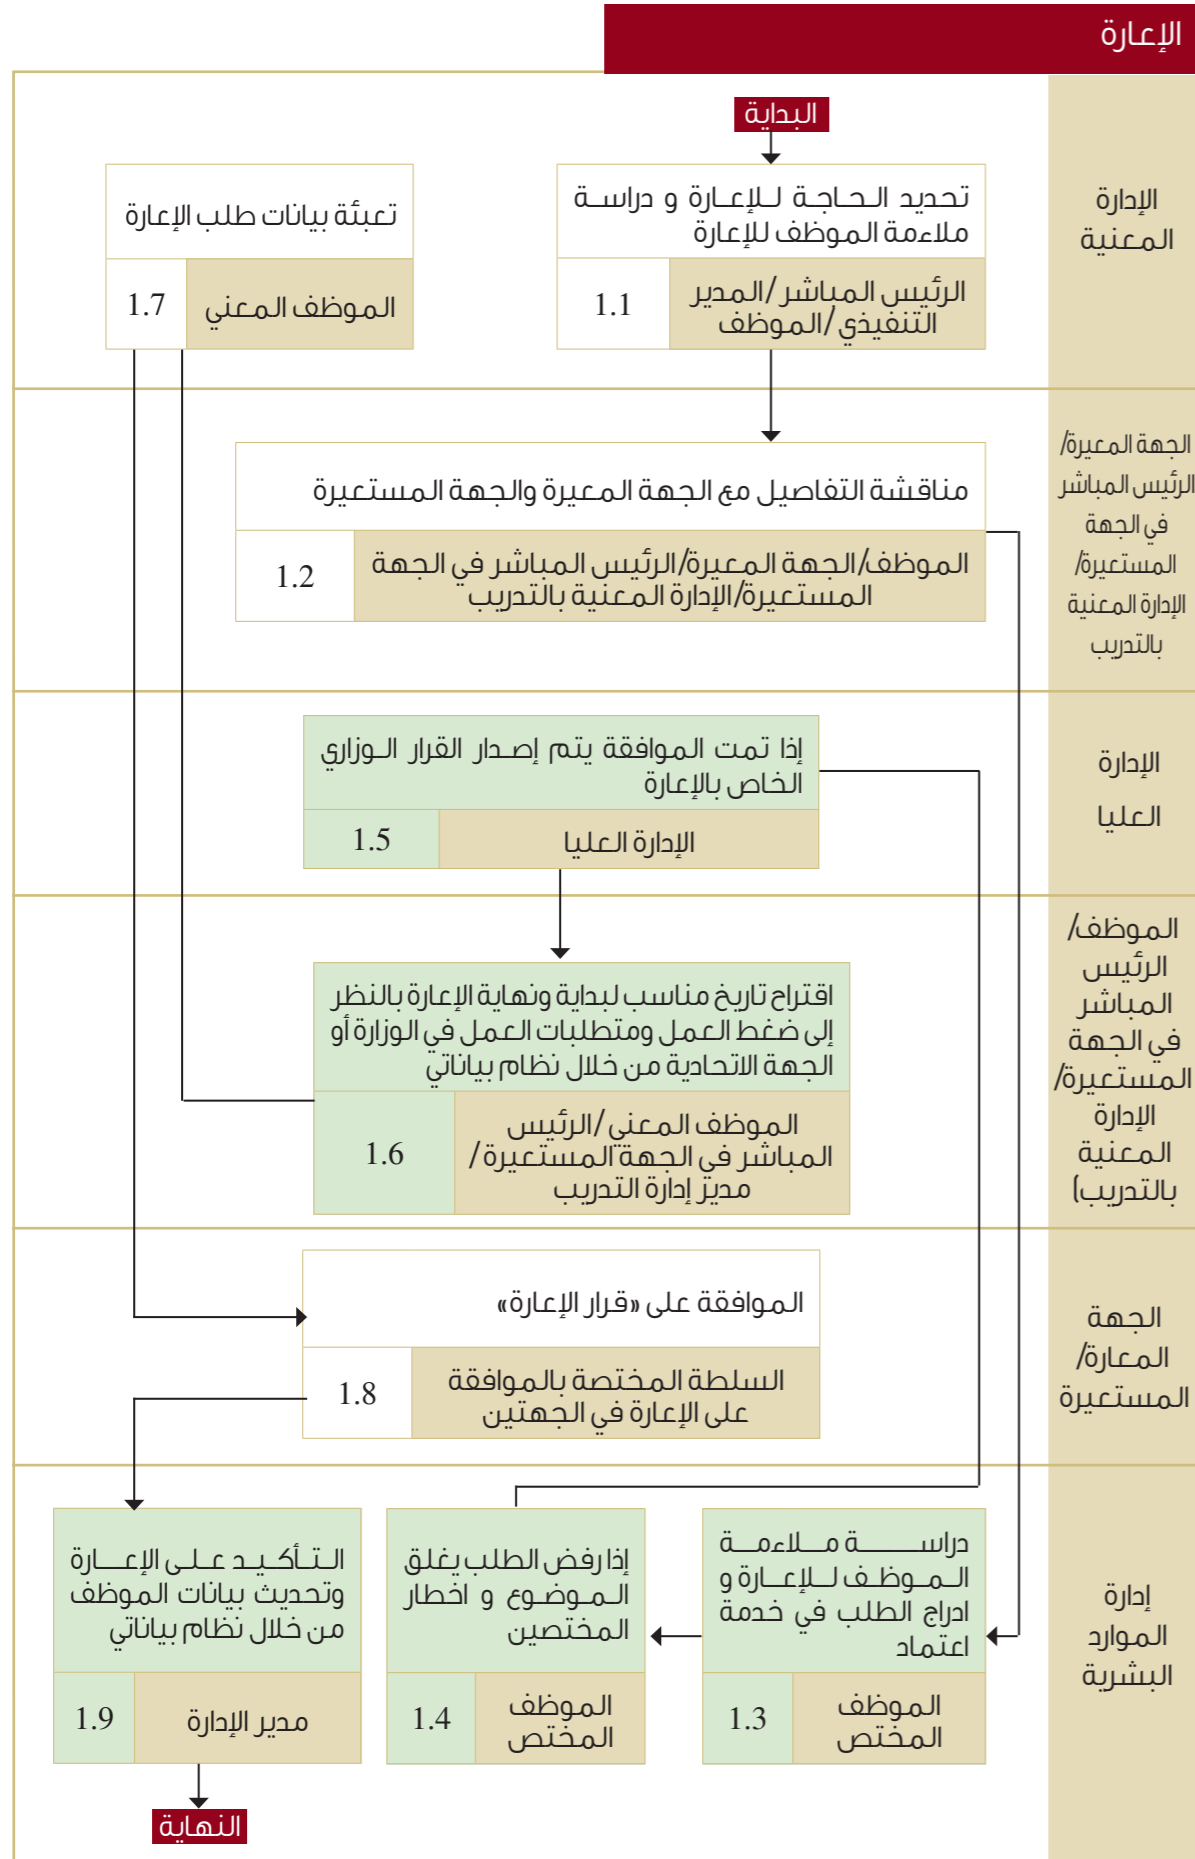 الإعارة
الإدارة
المعنية
البداية
تحديد الحاجة للإعارة و دراسة
ملاءمة الموظف للإعارة
الرئيس المباشر/المدير
التنفيذي/الموظف
1.1
تعبئة بيانات طلب الإعارة
الموظف المعني
1.7
الجهة المعيرة/
الرئيس المباشر
في الجهة
المستعيرة/
الإدارة المعنية
بالتدريب
مناقشة التفاصيل مع الجهة المعيرة والجهة المستعيرة
الموظف/الجهة المعيرة/الرئيس المباشر في الجهة
المستعيرة/الإدارة المعنية بالتدريب
1.2
الإدارة
العليا
إذا تمت الموافقة يتم إصدار القرار الوزاري
الخاص بالإعارة
الإدارة العليا
1.5
الموظف/
الرئيس
المباشر
في الجهة
المستعيرة/
الإدارة
المعنية
بالتدريب)
اقتراح تاريخ مناسب لبداية ونهاية الإعارة بالنظر
إلى ضغط العمل ومتطلبات العمل في الوزارة أو
الجهة الاتحادية من خلال نظام بياناتي
الموظف المعني/الرئيس
المباشر في الجهة المستعيرة/
مدير إدارة التدريب
1.6
الجهة
المعارة/
المستعيرة
الموافقة على «قرار الإعارة»
السلطة المختصة بالموافقة
على الإعارة في الجهتين
1.8
إدارة
الموارد
البشرية
دراسة ملاءمة
الموظف للإعارة و
ادراج الطلب في خدمة
اعتماد
الموظف
المختص
1.3
إذا رفض الطلب يغلق
الموضوع و اخطار
المختصين
الموظف
المختص
1.4
التأكيد على الإعارة
وتحديث بيانات الموظف
من خلال نظام بياناتي
مدير الإدارة
1.9
النهاية